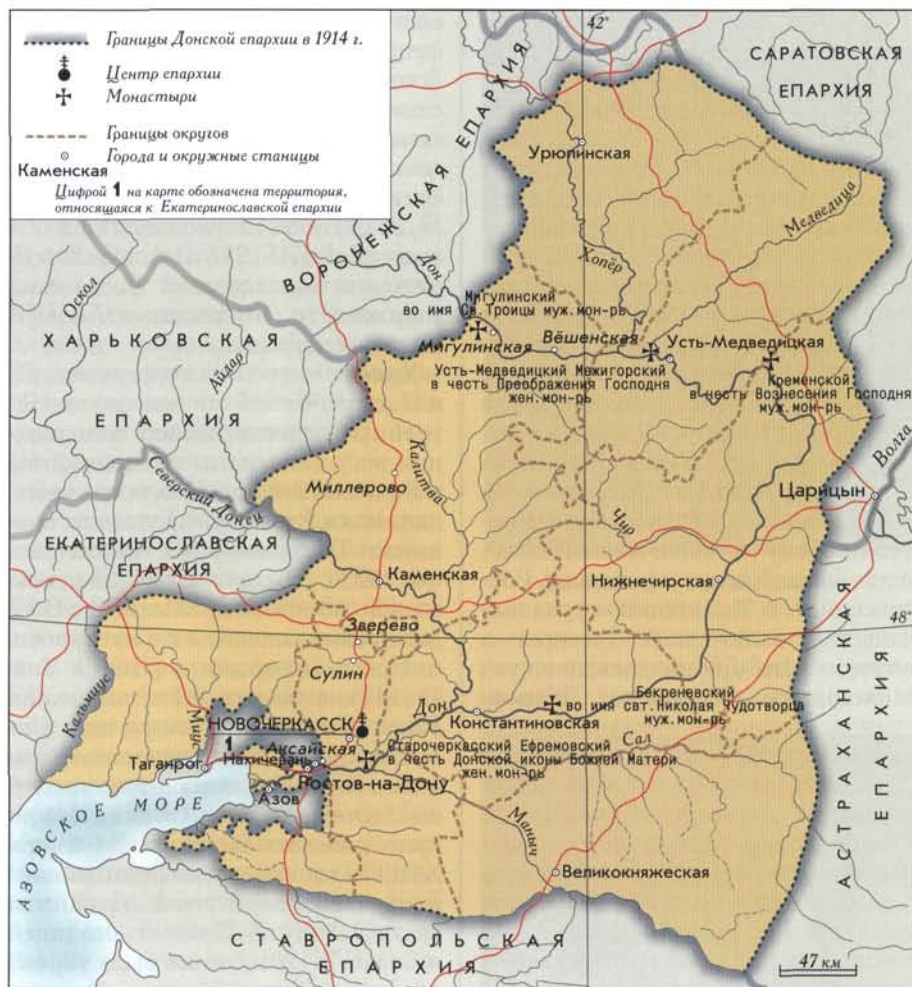 Границы Донской епархии в 1914 г.
Центр епархии
Монастыри
Границы округов
Города и окружные станицы
Каменская
Цифрой 1 на карте обозначена территория,
относящаяся к Екатеринославской епархии
42°
САРАТОВСКАЯ
ЕПАРХИЯ
ВОРОНЕЖСКАЯ ЕПАРХИЯ
Урюпинская
Медведица
Хопёр
Дон
Оскол
ХАРЬКОВСКАЯ
ЕПАРХИЯ
Айдар
Мигулинский
во имя Св.Троицы муж.мон-рь
Мигулинская
Вёшенская
Усть-Медведицкая
Усть-Медведицкий Межигорский
в честь Преображения Господня
жен.мон-рь
Кременской
в честь Вознесения Господня
муж.мон-рь
Волга
Царицын
Калитва
Миллерово
Северский Донец
Чир
ЕКАТЕРИНОСЛАВСКАЯ
ЕПАРХИЯ
Каменская
Нижнечирская
48°
Зверево
Сулин
АСТРАХАНСКАЯ
ЕПАРХИЯ
Кальмиус
Миус
Дон
Константиновская
Бекреневский
во имя свт.Николая Чудотворца
муж.мон-рь
НОВОЧЕРКАССК
1
Аксайская
Нахичевань
Таганрог
Ростов-на-Дону
Азов
Старочеркасский Ефремовский
в честь Донской иконы Божией Матери
жен.мон-рь
Сал
Маныч
АЗОВСКОЕ МОРЕ
Великокняжеская
СТАВРОПОЛЬСКАЯ
ЕПАРХИЯ
47 км